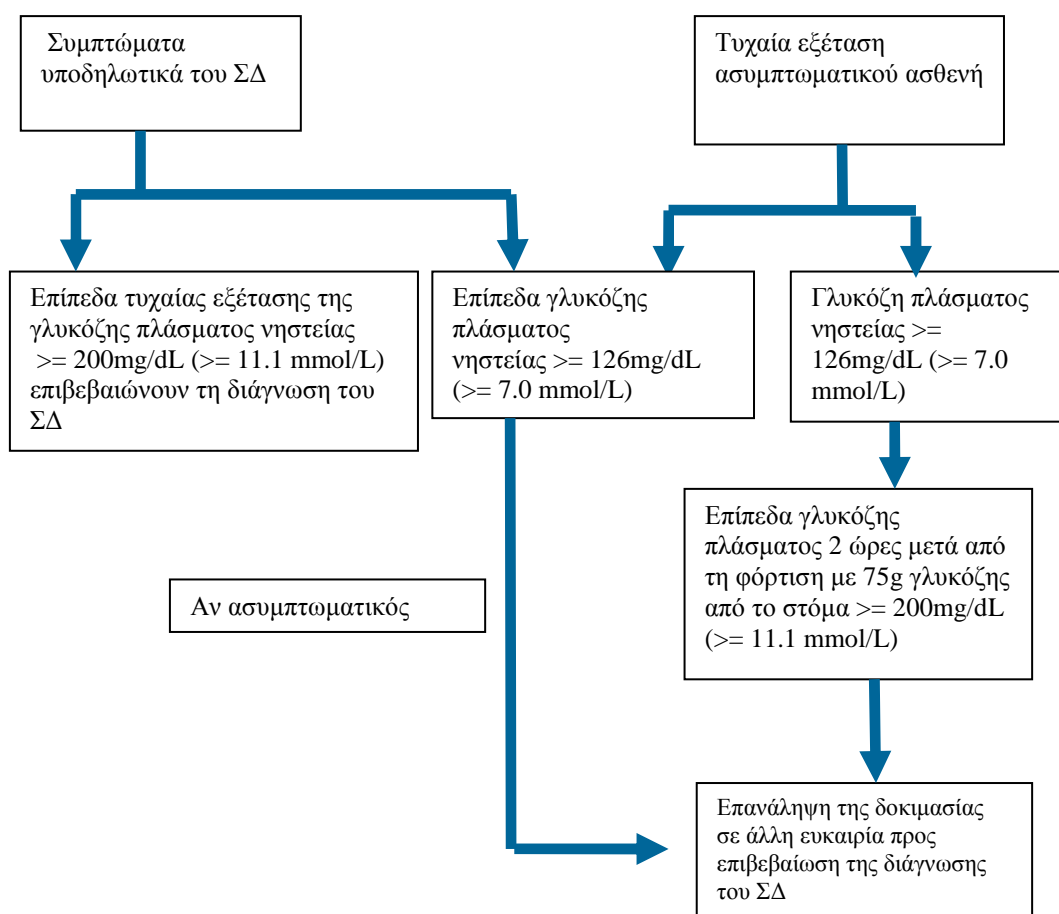 Συμπτώματα
υποδηλωτικά του ΣΔ
Τυχαία εξέταση
ασυμπτωματικού ασθενή
Επίπεδα τυχαίας εξέτασης της
γλυκόζης πλάσματος νηστείας
>= 200mg/dL (>= 11.1 mmol/L)
επιβεβαιώνουν τη διάγνωση του
ΣΔ
Επίπεδα γλυκόζης
πλάσματος
νηστείας >= 126mg/dL
(>= 7.0 mmol/L)
Γλυκόζη πλάσματος
νηστείας >=
126mg/dL (>= 7.0
mmol/L)
Επίπεδα γλυκόζης
πλάσματος 2 ώρες μετά από
τη φόρτιση με 75g γλυκόζης
από το στόμα >= 200mg/dL
(>= 11.1 mmol/L)
Αν ασυμπτωματικός
Επανάληψη της δοκιμασίας
σε άλλη ευκαιρία προς
επιβεβαίωση της διάγνωσης
του ΣΔ